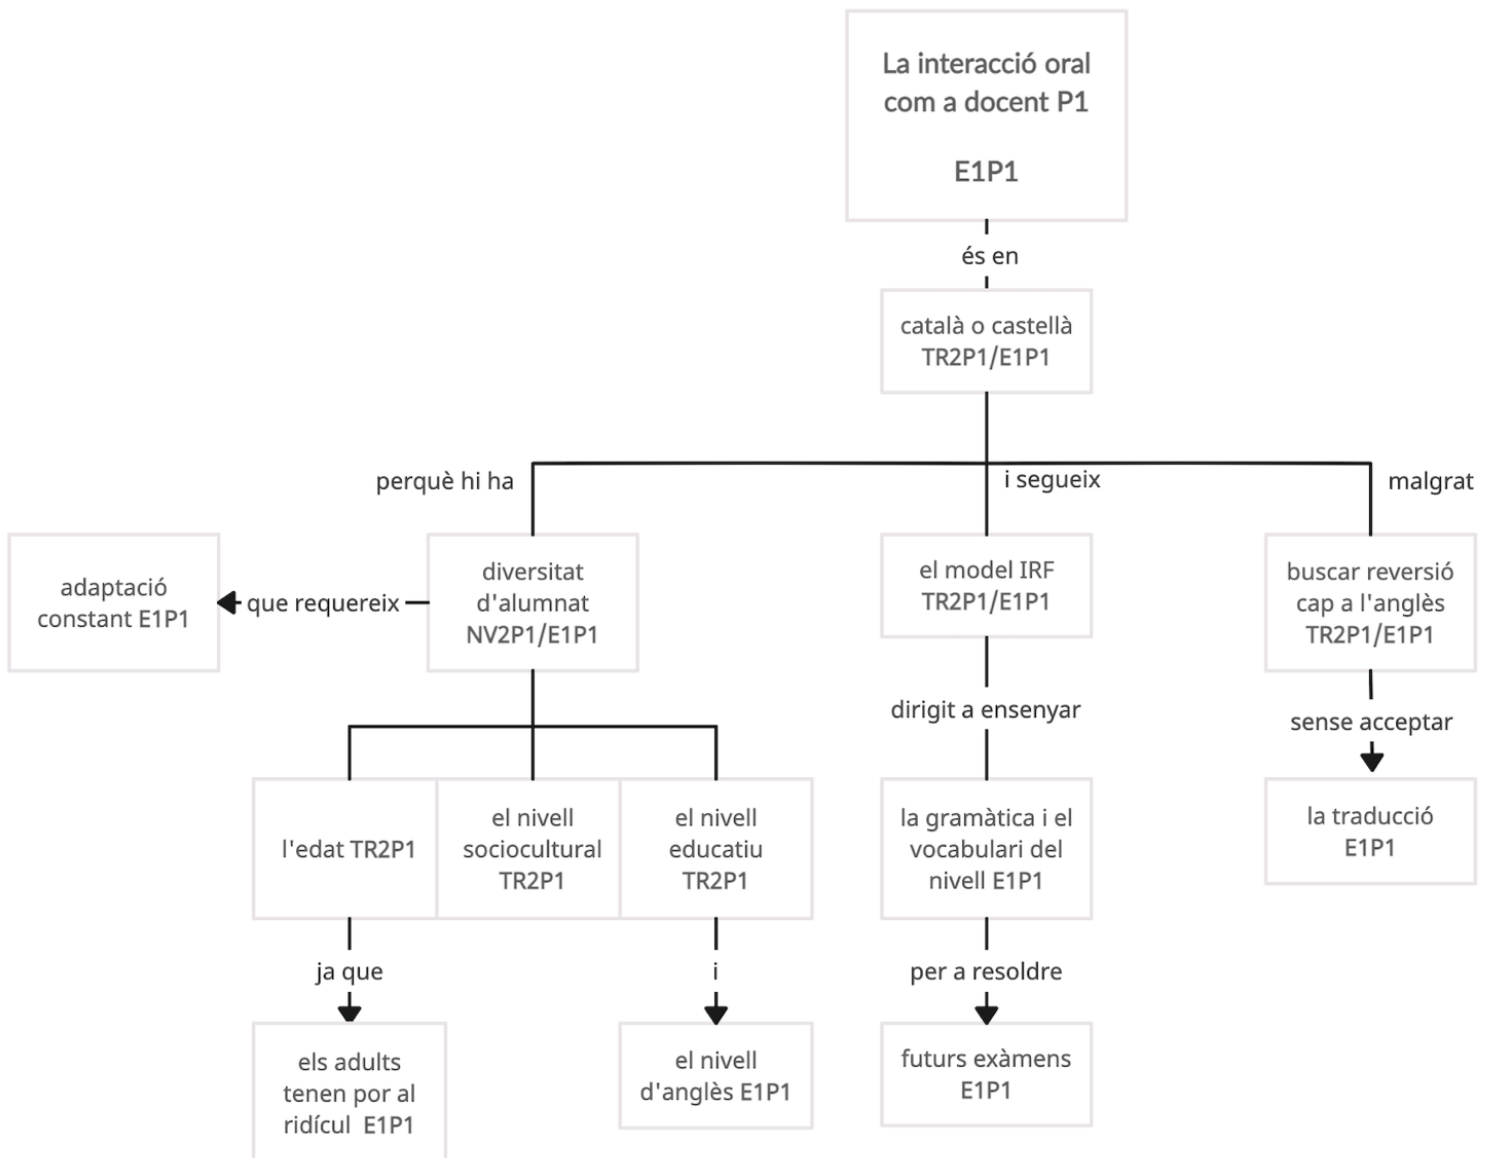 La interacció oral
com a docent P1
E1P1
és en
català o castellà
TR2P1/E1P1
perquè hi ha
i segueix
malgrat
adaptació
constant E1P1
que requereix
diversitat
d'alumnat
NV2P1/E1P1
el model IRF
TR2P1/E1P1
buscar reversió
cap a l'anglès
TR2P1/E1P1
dirigit a ensenyar
sense acceptar
l'edat TR2P1
el nivell
sociocultural
TR2P1
el nivell
educatiu
TR2P1
la gramàtica i el
vocabulari del
nivell E1P1
la traducció
E1P1
ja que
i
per a resoldre
els adults
tenen por al
ridícul E1P1
el nivell
d'anglès E1P1
futurs exàmens
E1P1